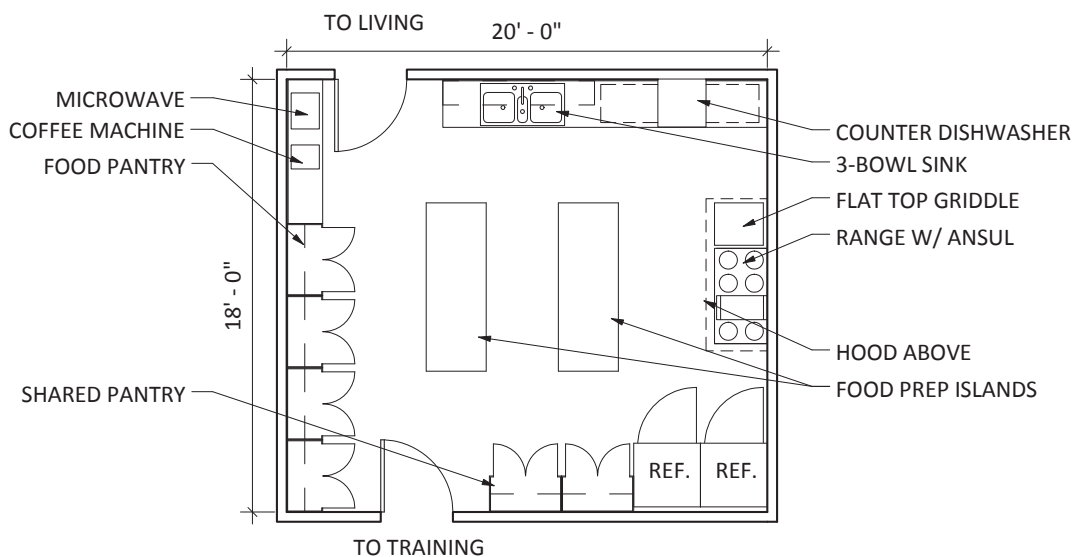 TO LIVING
20' - 0"
MICROWAVE
COFFEE MACHINE
FOOD PANTRY
18' - 0"
SHARED PANTRY
COUNTER DISHWASHER
3-BOWL SINK
FLAT TOP GRIDDLE
RANGE W/ ANSUL
HOOD ABOVE
FOOD PREP ISLANDS
REF.
REF.
TO TRAINING